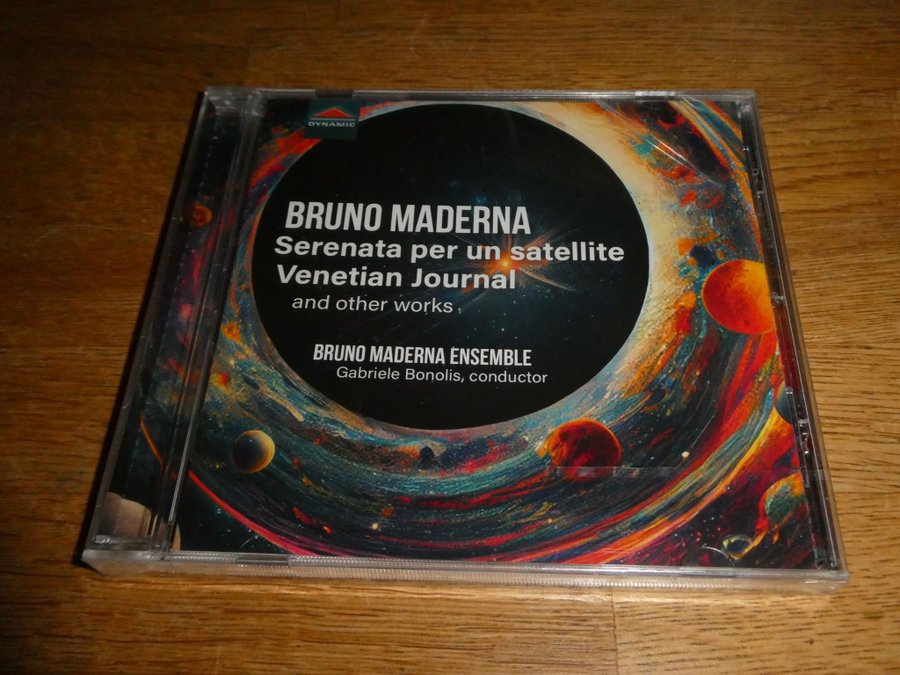 DYNAMIC
BRUNO MADERNA
Serenata per un satellite
Venetian Journal
and other works
BRUNO MADERNA ENSEMBLE
Gabriele Bonolis, conductor